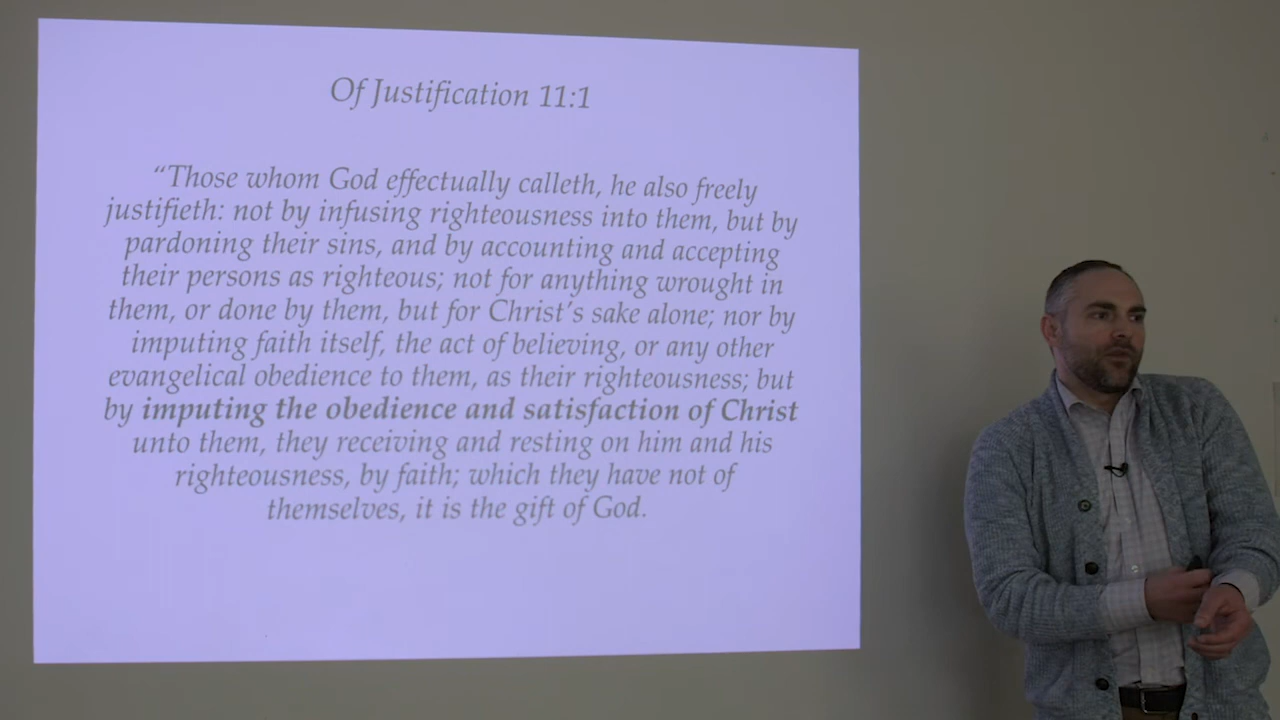 Of Justification 11:1
“Those whom God effectually calleth, he also freely
justifieth: not by infusing righteousness into them, but by
pardoning their sins, and by accounting and accepting
their persons as righteous; not for anything wrought in
them, or done by them, but for Christ’s sake alone; nor by
imputing faith itself, the act of believing, or any other
evangelical obedience to them, as their righteousness; but
by imputing the obedience and satisfaction of Christ
unto them, they receiving and resting on him and his
righteousness, by faith; which they have not of
themselves, it is the gift of God.